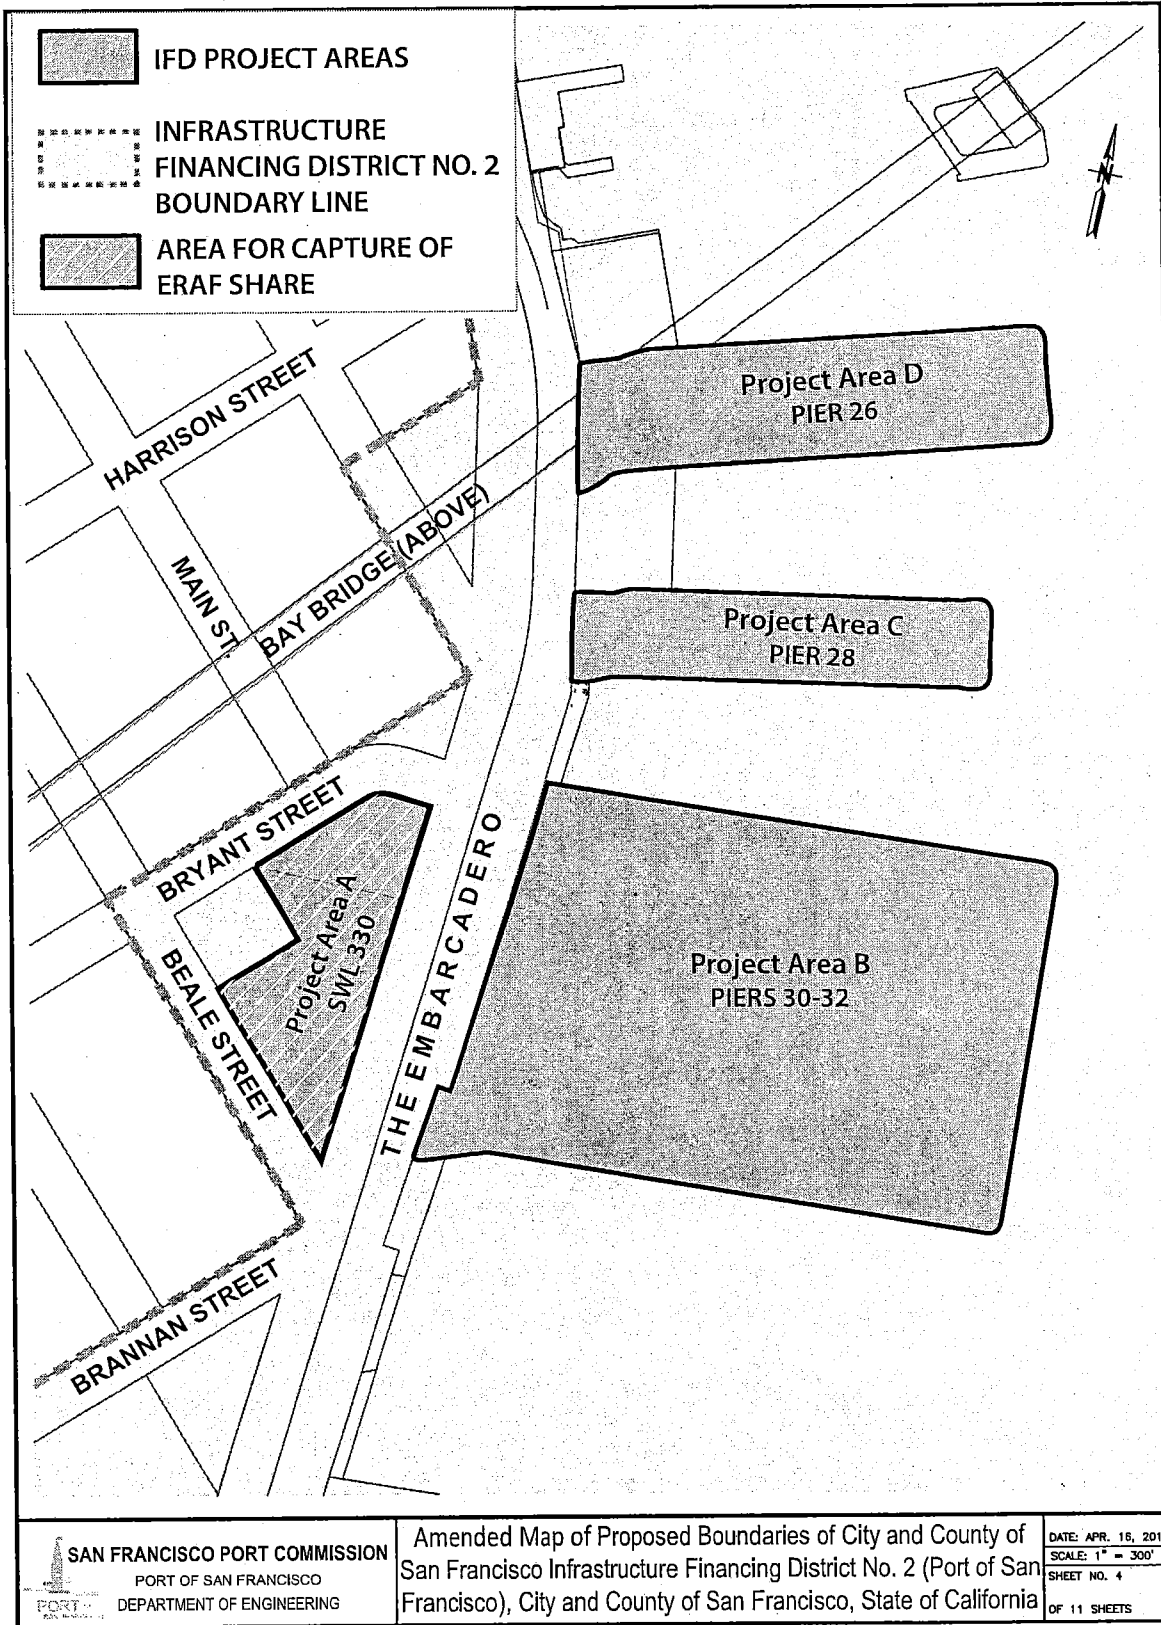 IFD PROJECT AREAS
INFRASTRUCTURE
FINANCING DISTRICT NO. 2
BOUNDARY LINE
AREA FOR CAPTURE OF
ERAF SHARE
N
HARRISON STREET
MAIN ST.
BAY BRIDGE (ABOVE)
Project Area D
PIER 26
Project Area C
PIER 28
BRYANT STREET
BEALE STREET
Project Area A
SWL 330
THE EMBARCADERO
Project Area B
PIERS 30-32
BRANNAN STREET
PORT
SAN FRANCISCO PORT COMMISSION
PORT OF SAN FRANCISCO
DEPARTMENT OF ENGINEERING
Amended Map of Proposed Boundaries of City and County of
San Francisco Infrastructure Financing District No. 2 (Port of San
Francisco), City and County of San Francisco, State of California
DATE: APR. 16, 201
SCALE: 1" = 300'
SHEET NO. 4
OF 11 SHEETS